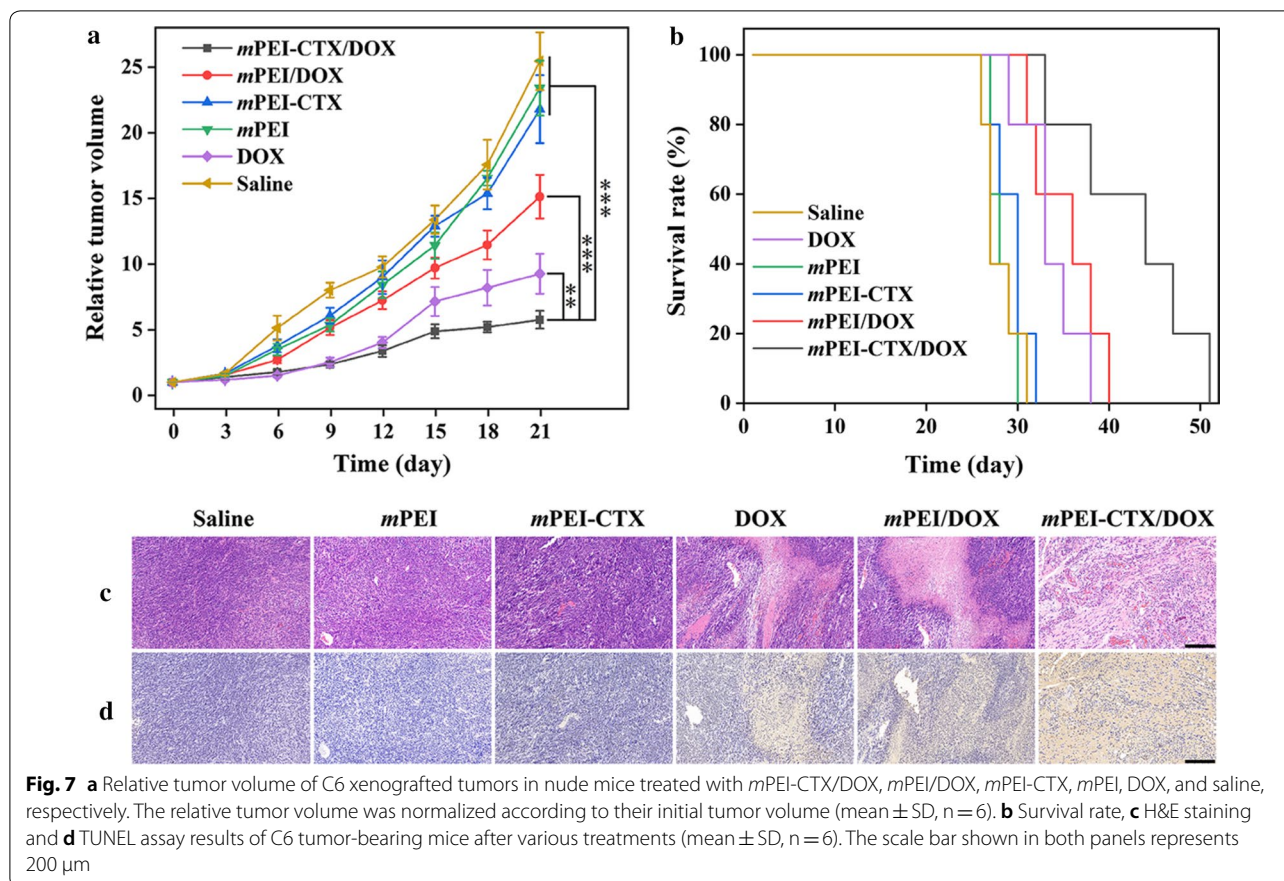 a
mPEI-CTX/DOX
mPEI/DOX
mPEI-CTX
mPEI
DOX
Saline
Relative tumor volume
25
20
15
10
5
0
0 3 6 9 12 15 18 21
Time (day)
**
***
***
b
Survival rate (%)
100
80
60
40
20
0
Saline
DOX
mPEI
mPEI-CTX
mPEI/DOX
mPEI-CTX/DOX
0 10 20 30 40 50
Time (day)
Saline mPEI mPEI-CTX DOX mPEI/DOX mPEI-CTX/DOX
c
d
Fig. 7 a Relative tumor volume of C6 xenografted tumors in nude mice treated with mPEI-CTX/DOX, mPEI/DOX, mPEI-CTX, mPEI, DOX, and saline,
respectively. The relative tumor volume was normalized according to their initial tumor volume (mean ± SD, n = 6). b Survival rate, c H&E staining
and d TUNEL assay results of C6 tumor-bearing mice after various treatments (mean ± SD, n = 6). The scale bar shown in both panels represents
200 μm